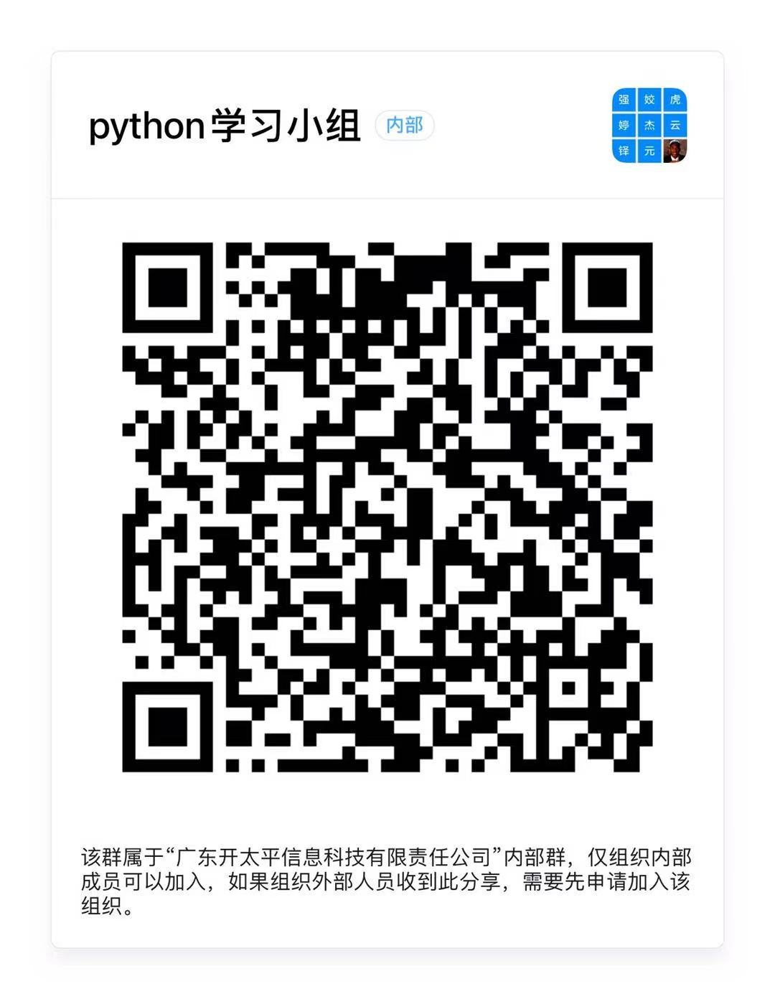 python学习小组 内部
强 姣 虎
婷 杰 云
铎 元
该群属于“广东开太平信息科技有限责任公司”内部群，仅组织内部
成员可以加入，如果组织外部人员收到此分享，需要先申请加入该
组织。